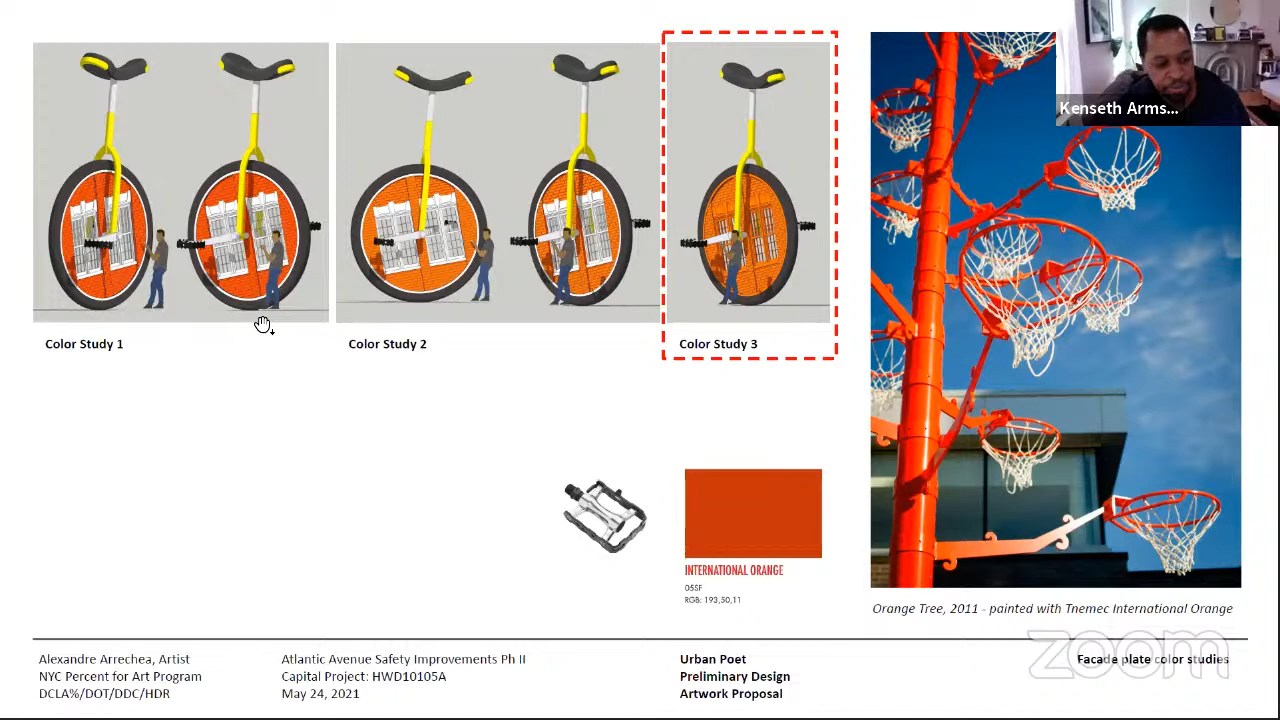 Kenseth Arms...
Color Study 1
Color Study 2
Color Study 3
INTERNATIONAL ORANGE
05SF
RGB: 193,50,11
Orange Tree, 2011 - painted with Tnemec International Orange
Alexandre Arrechea, Artist
NYC Percent for Art Program
DCLA%/DOT/DDC/HDR
Atlantic Avenue Safety Improvements Ph II
Capital Project: HWD10105A
May 24, 2021
Urban Poet
Preliminary Design
Artwork Proposal
Facade plate color studies
zoom